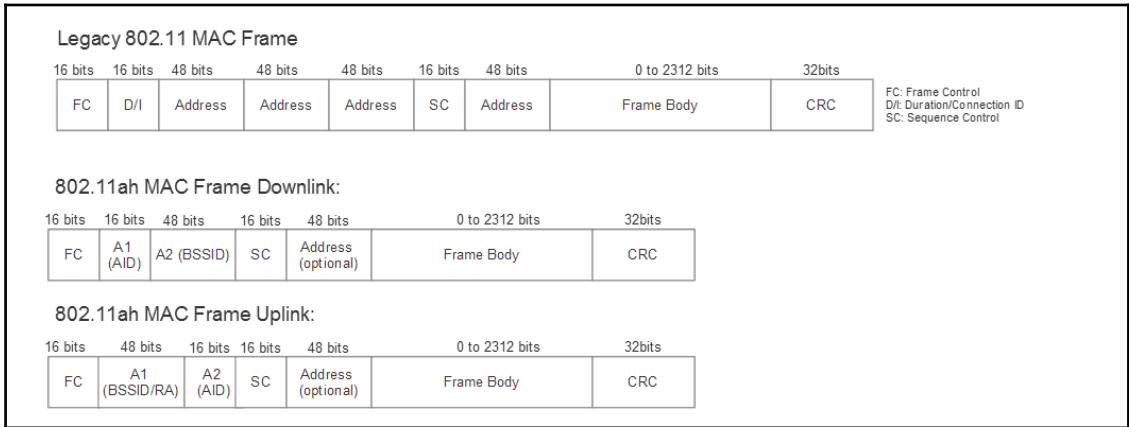 Legacy 802.11 MAC Frame
16 bits 16 bits 48 bits 48 bits 48 bits 16 bits 48 bits 0 to 2312 bits 32bits
FC D/I Address Address Address SC Address Frame Body CRC
FC: Frame Control
D/I: Duration/Connection ID
SC: Sequence Control
802.11ah MAC Frame Downlink:
16 bits 16 bits 48 bits 16 bits 48 bits 0 to 2312 bits 32bits
FC A1 (AID) A2 (BSSID) SC Address (optional) Frame Body CRC
802.11ah MAC Frame Uplink:
16 bits 48 bits 16 bits 16 bits 48 bits 0 to 2312 bits 32bits
FC A1 (BSSID/RA) A2 (AID) SC Address (optional) Frame Body CRC